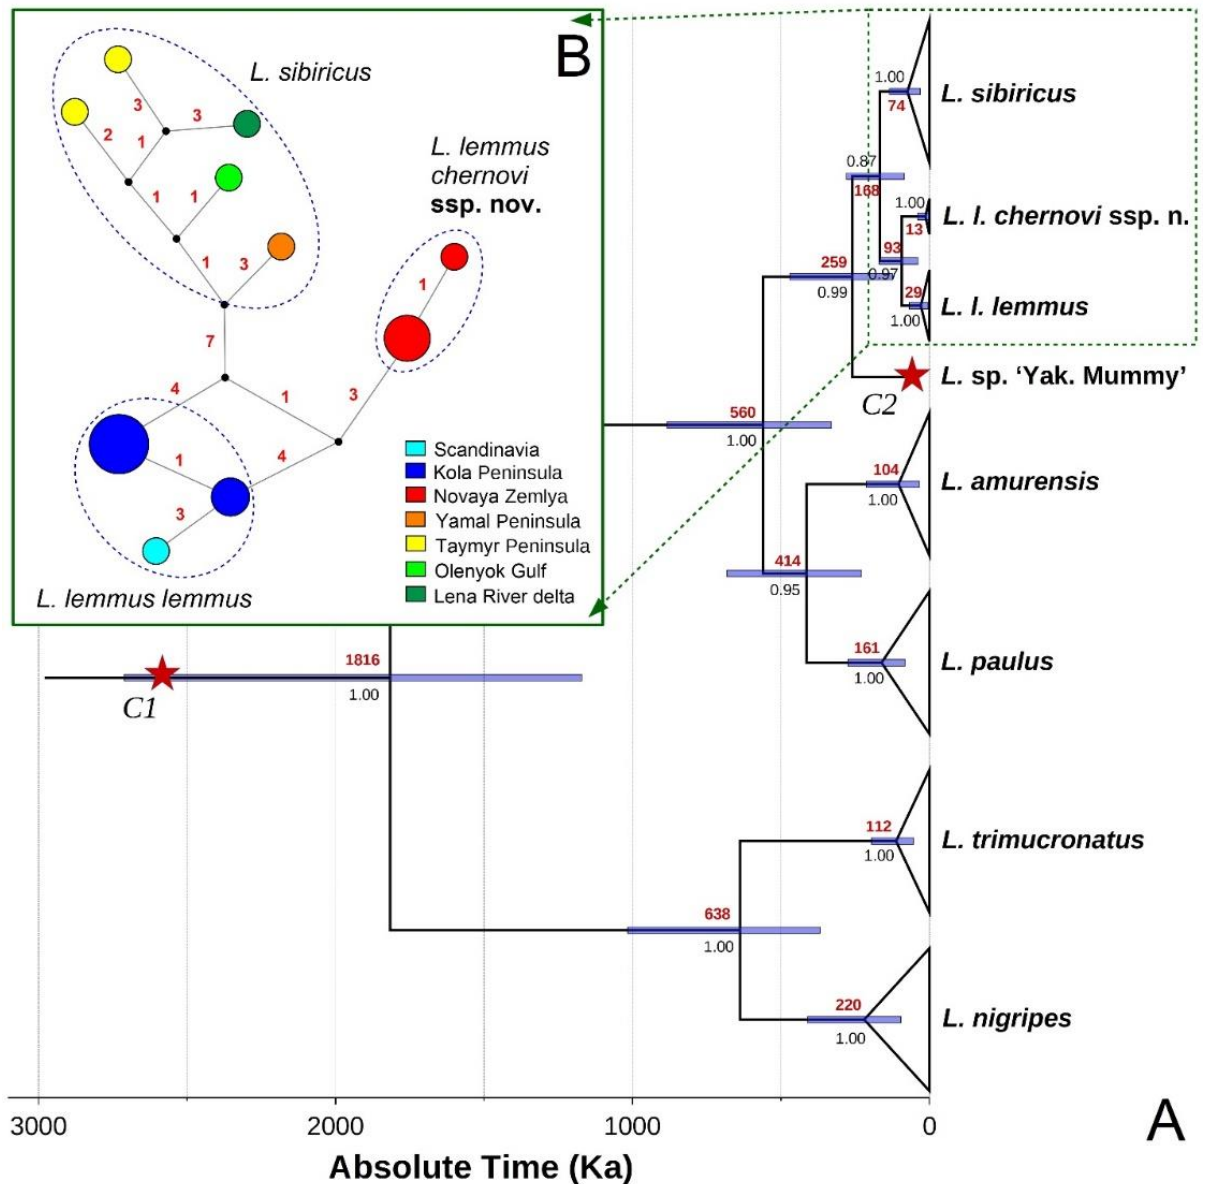 B
L. sibiricus
3
3
2
1
1
1
1
3
7
L. lemmus
chernovi
ssp. nov.
1
3
4
1
4
1
3
L. lemmus lemmus
Scandinavia
Kola Peninsula
Novaya Zemlya
Yamal Peninsula
Taymyr Peninsula
Olenyok Gulf
Lena River delta
1.00
74
L. sibiricus
0.87
168
1.00
13
L. l. chernovi ssp. n.
93
0.97
259
0.99
29
1.00
L. l. lemmus
L. sp. ‘Yak. Mummy’
C2
560
1.00
104
1.00
L. amurensis
414
0.95
161
1.00
L. paulus
1816
1.00
C1
112
1.00
L. trimucronatus
638
1.00
220
1.00
L. nigripes
3000
2000
1000
0
Absolute Time (Ka)
A